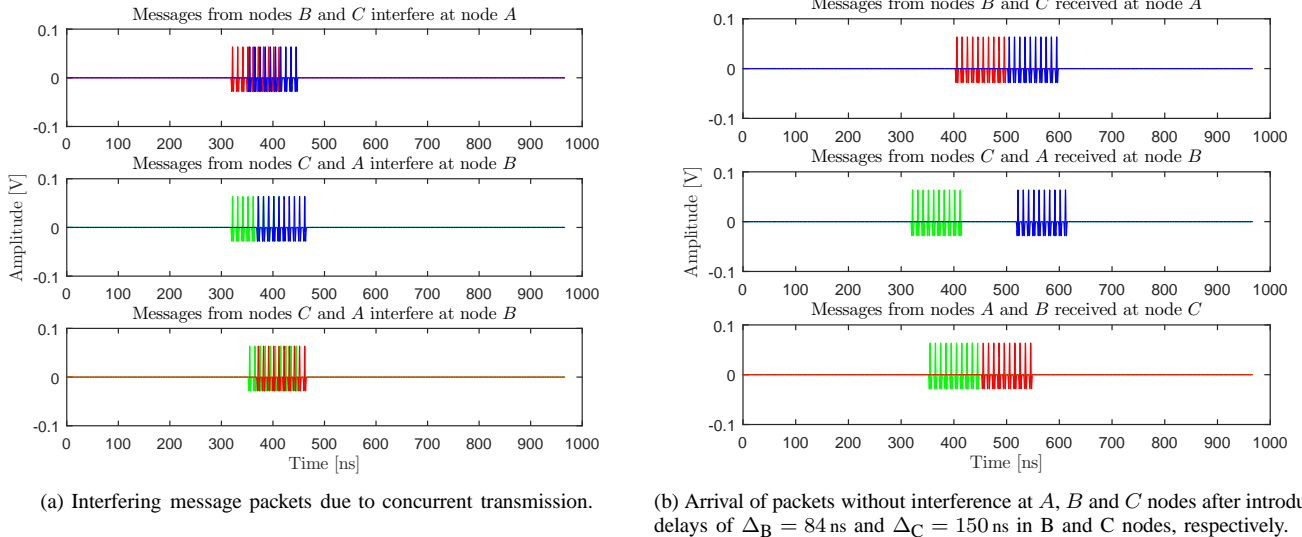 Messages from nodes B and C interfere at node A
0.1
0
-0.1
0 100 200 300 400 500 600 700 800 900 1000
Messages from nodes C and A interfere at node B
0.1
0
-0.1
0 100 200 300 400 500 600 700 800 900 1000
Amplitude [V]
Messages from nodes C and A interfere at node B
0.1
0
-0.1
0 100 200 300 400 500 600 700 800 900 1000
Time [ns]
(a) Interfering message packets due to concurrent transmission.
Messages from nodes B and C received at node A
0.1
0
-0.1
0 100 200 300 400 500 600 700 800 900 1000
Messages from nodes C and A received at node B
0.1
0
-0.1
0 100 200 300 400 500 600 700 800 900 1000
Amplitude [V]
Messages from nodes A and B received at node C
0.1
0
-0.1
0 100 200 300 400 500 600 700 800 900 1000
Time [ns]
(b) Arrival of packets without interference at A, B and C nodes after introdu
delays of Δ_B = 84 ns and Δ_C = 150 ns in B and C nodes, respectively.